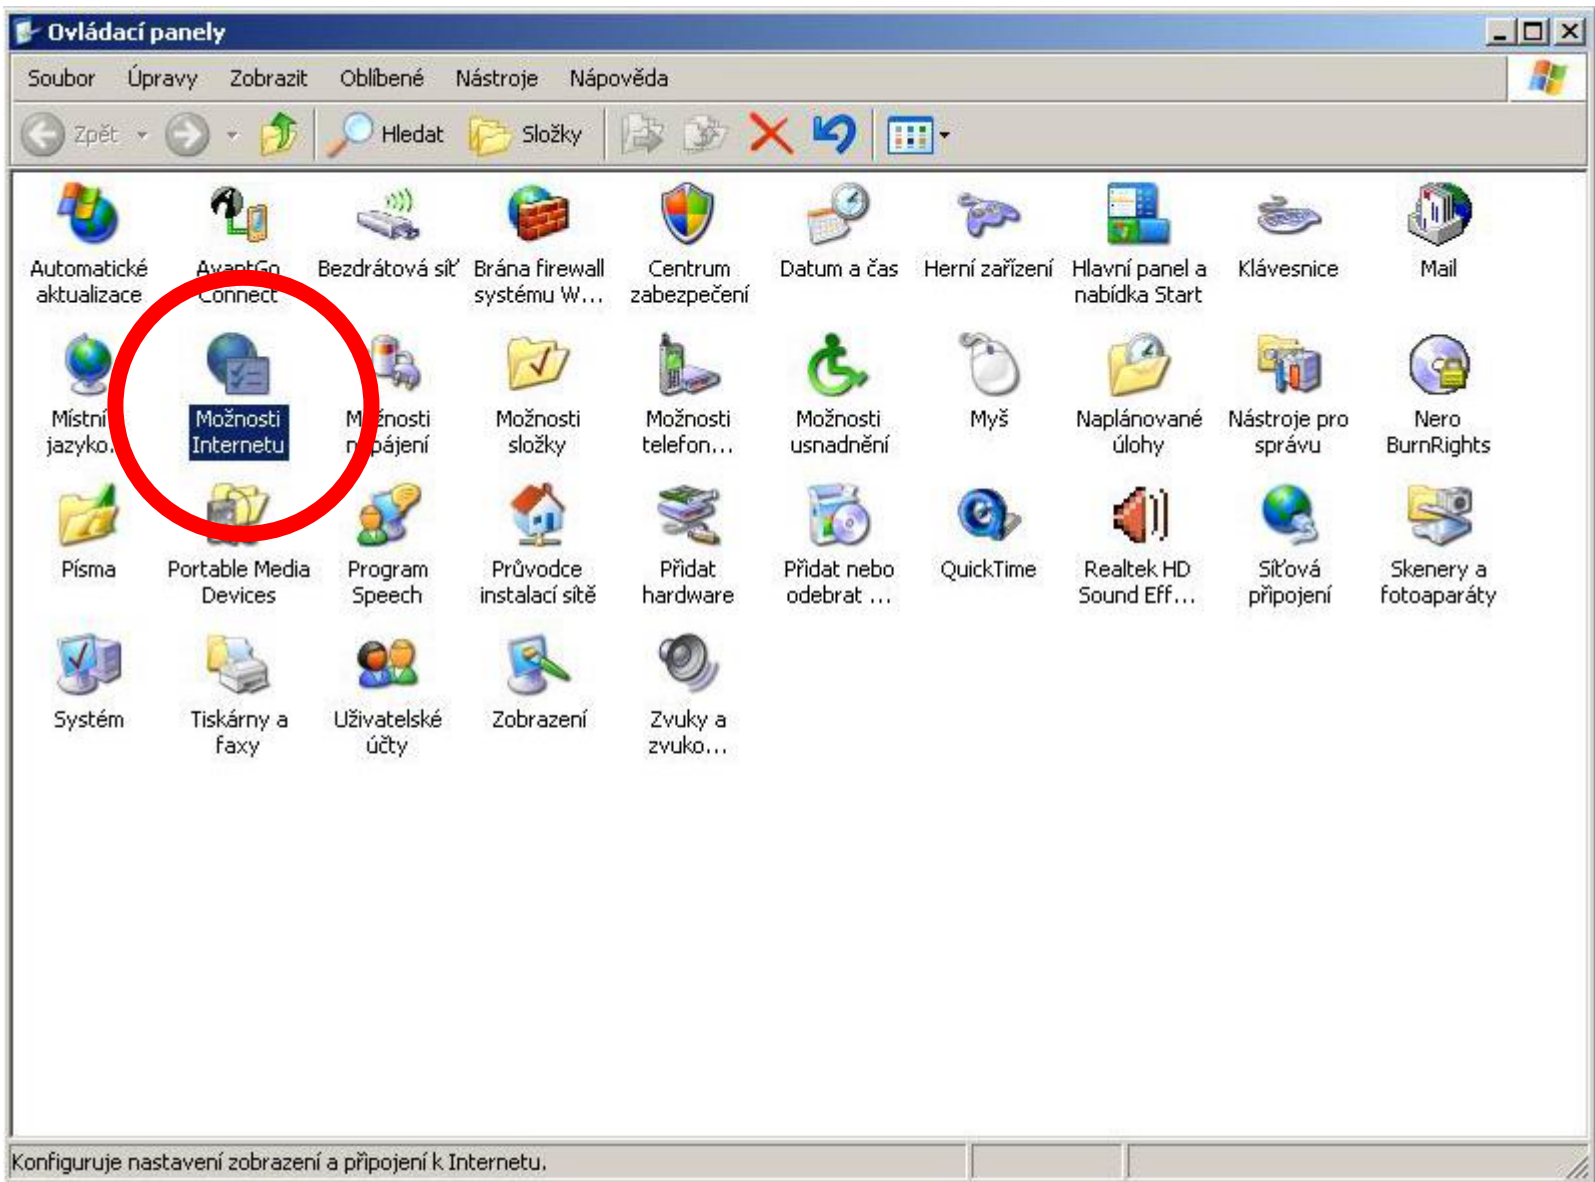 Ovládací panely
Soubor Úpravy Zobrazit Oblíbené Nástroje Nápověda
Zpět Hledat Složky
Automatické aktualizace
AvantGo Connect
Bezdrátová síť
Brána firewall systému W...
Centrum zabezpečení
Datum a čas
Herní zařízení
Hlavní panel a nabídka Start
Klávesnice
Mail
Místní jazyko...
Možnosti Internetu
Možnosti napájení
Možnosti složky
Možnosti telefon...
Možnosti usnadnění
Myš
Naplánované úlohy
Nástroje pro správu
Nero BurnRights
Písma
Portable Media Devices
Program Speech
Průvodce instalací sítě
Přidat hardware
Přidat nebo odebrat ...
QuickTime
Realtek HD Sound Eff...
Síťová připojení
Skenery a fotoaparáty
Systém
Tiskárny a faxy
Uživatelské účty
Zobrazení
Zvuky a zvuko...
Konfiguruje nastavení zobrazení a připojení k Internetu.